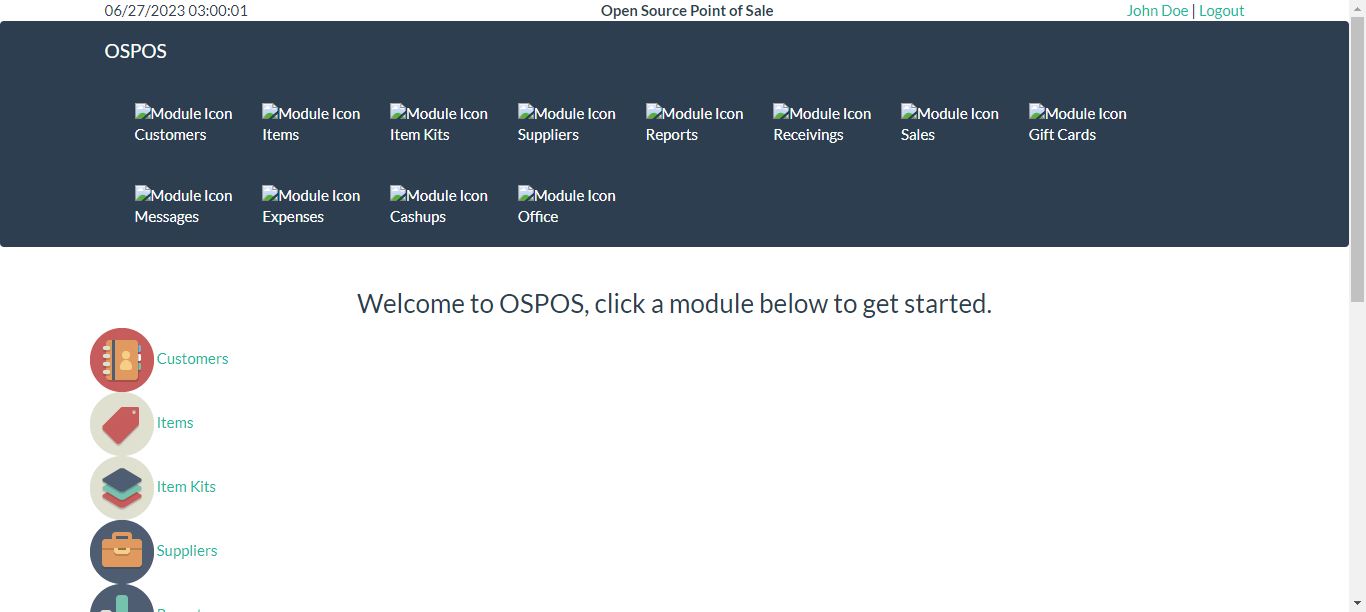 06/27/2023 03:00:01 Open Source Point of Sale John Doe | Logout
OSPOS
Module Icon Module Icon Module Icon Module Icon Module Icon Module Icon Module Icon Module Icon
Customers Items Item Kits Suppliers Reports Receivings Sales Gift Cards
Module Icon Module Icon Module Icon Module Icon
Messages Expenses Cashups Office
Welcome to OSPOS, click a module below to get started.
Customers
Items
Item Kits
Suppliers